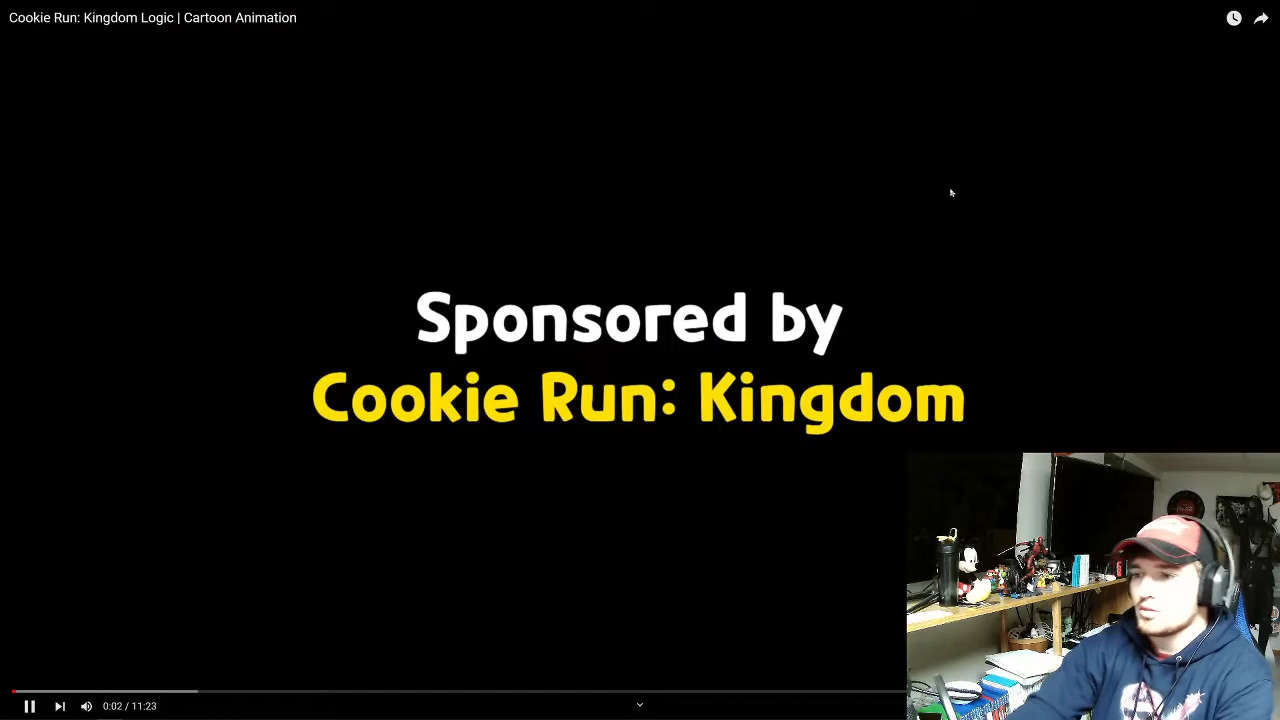 Cookie Run: Kingdom Logic | Cartoon Animation
Sponsored by
Cookie Run: Kingdom
0:02 / 11:23